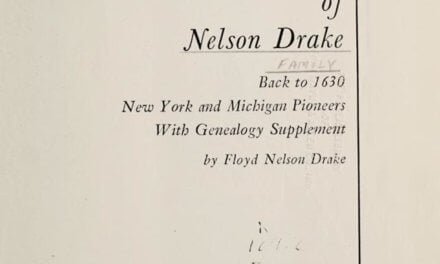 of
Nelson Drake
FAMILY
Back to 1630
New York and Michigan Pioneers
With Genealogy Supplement
by Floyd Nelson Drake